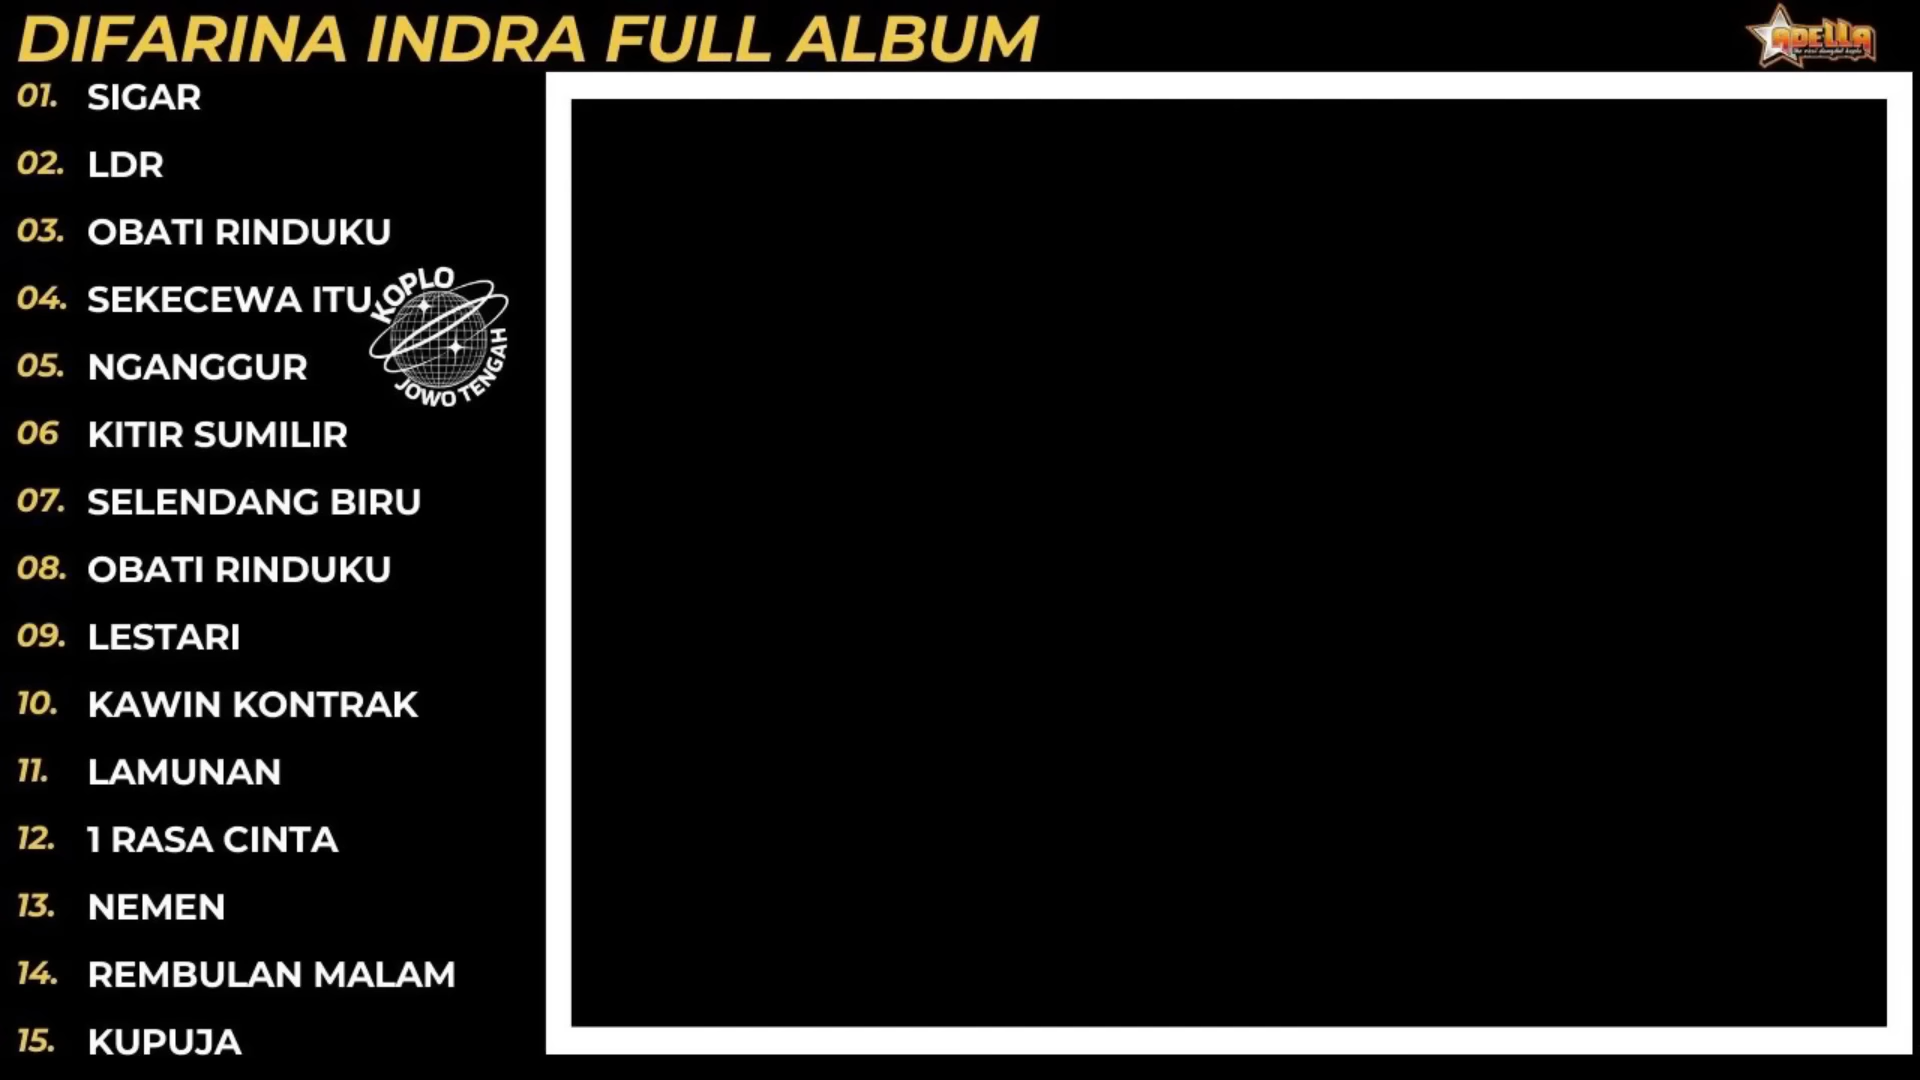 DIFARINA INDRA FULL ALBUM
ADELLA
01. SIGAR
02. LDR
03. OBATI RINDUKU
04. SEKECEWA ITU
05. NGANGGUR
KOPLO
JOWO TENGAH
06 KITIR SUMILIR
07. SELENDANG BIRU
08. OBATI RINDUKU
09. LESTARI
10. KAWIN KONTRAK
11. LAMUNAN
12. 1 RASA CINTA
13. NEMEN
14. REMBULAN MALAM
15. KUPUJA